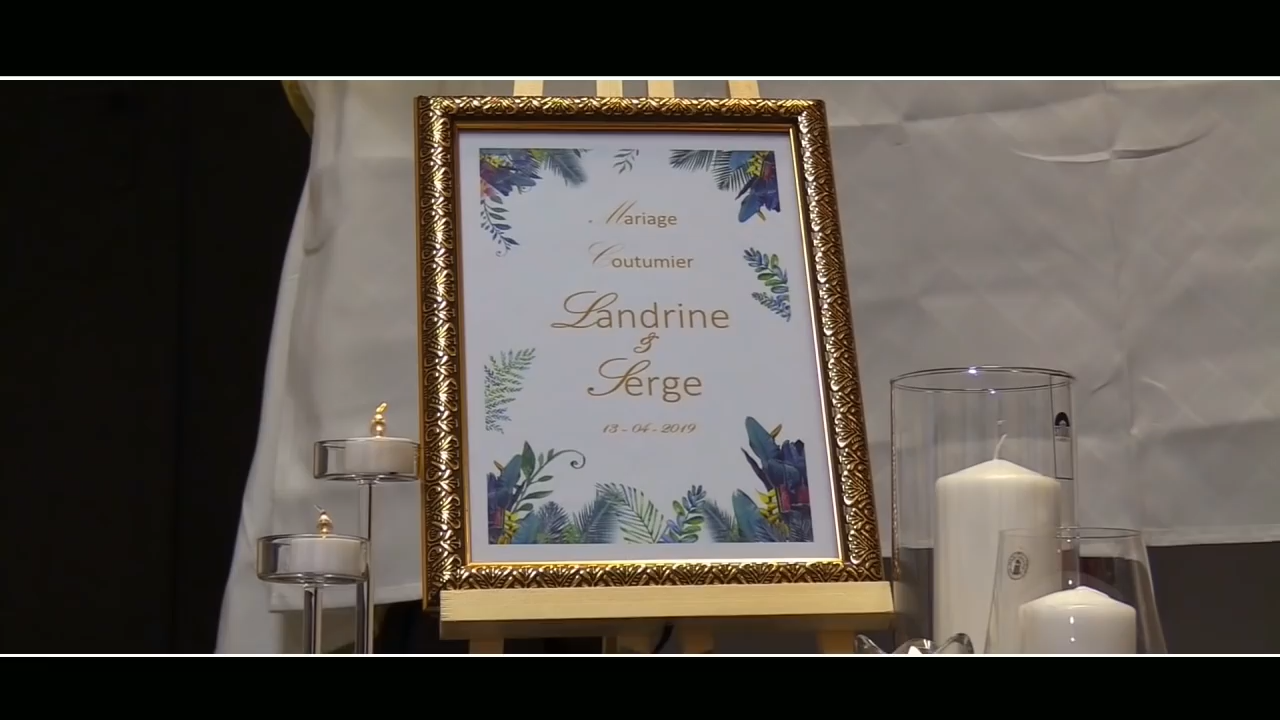 Mariage
Coutumier
Landrine
&
Serge
13 - 04 - 2019